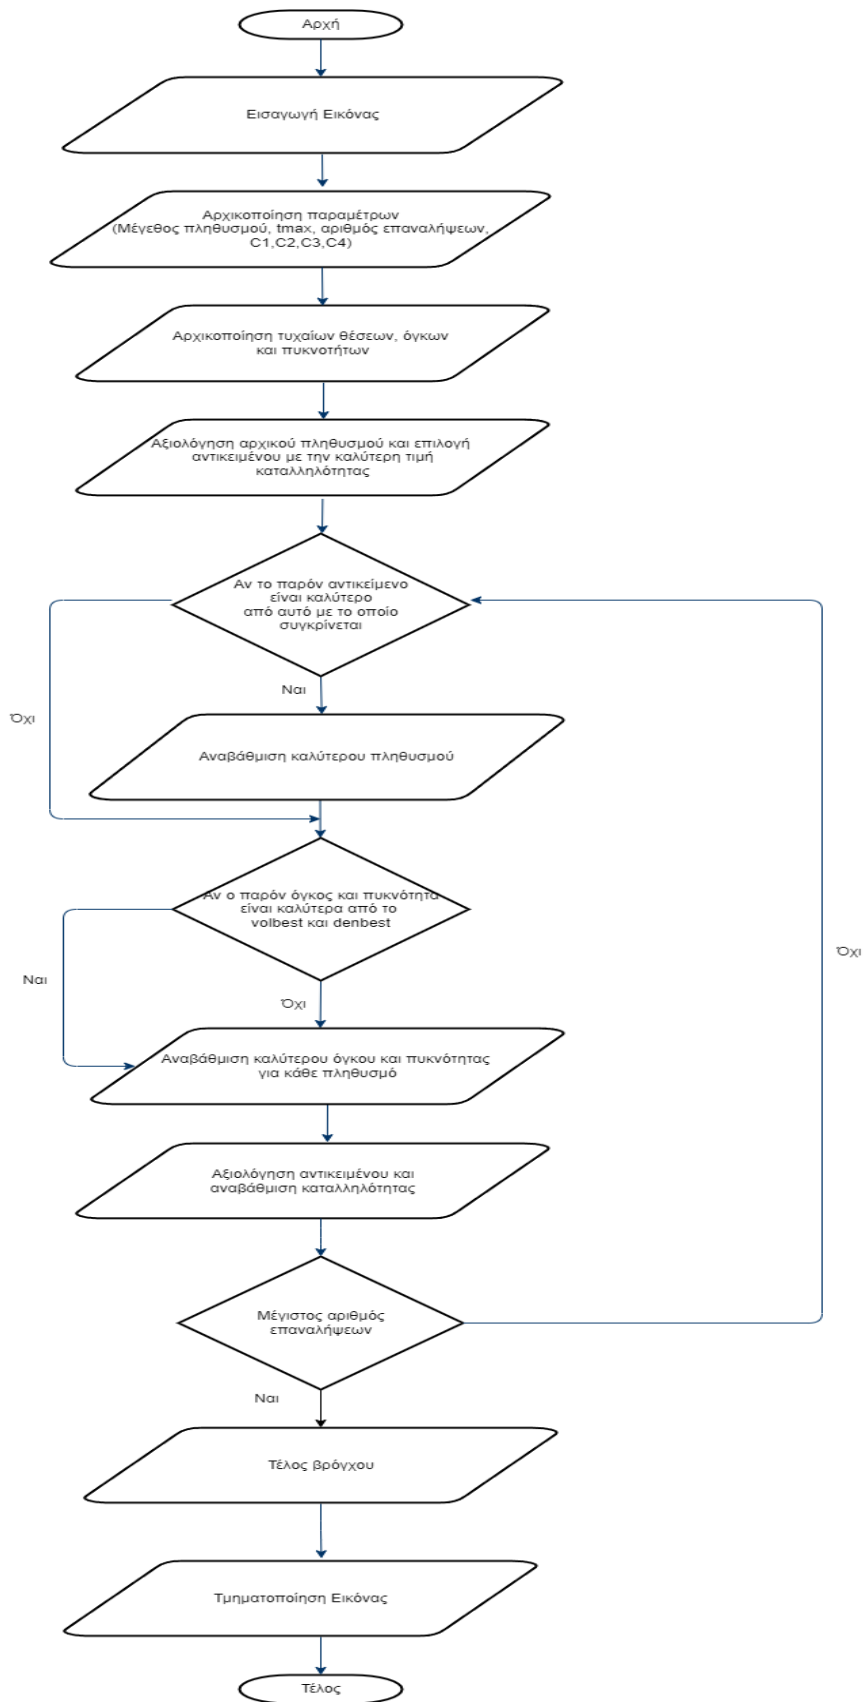 Αρχή
Εισαγωγή Εικόνας
Αρχικοποίηση παραμέτρων
(Μέγεθος πληθυσμού, tmax, αριθμός επαναλήψεων,
C1,C2,C3,C4)
Αρχικοποίηση τυχαίων θέσεων, όγκων
και πυκνοτήτων
Αξιολόγηση αρχικού πληθυσμού και επιλογή
αντικειμένου με την καλύτερη τιμή
καταλληλότητας
Αν το παρόν αντικείμενο
είναι καλύτερο
από αυτό με το οποίο
συγκρίνεται
Ναι
Όχι
Αναβάθμιση καλύτερου πληθυσμού
Αν ο παρόν όγκος και πυκνότητα
είναι καλύτερα από το
volbest και denbest
Όχι
Ναι
Όχι
Αναβάθμιση καλύτερου όγκου και πυκνότητας
για κάθε πληθυσμό
Αξιολόγηση αντικειμένου και
αναβάθμιση καταλληλότητας
Μέγιστος αριθμός
επαναλήψεων
Ναι
Τέλος βρόγχου
Τμηματοποίηση Εικόνας
Τέλος